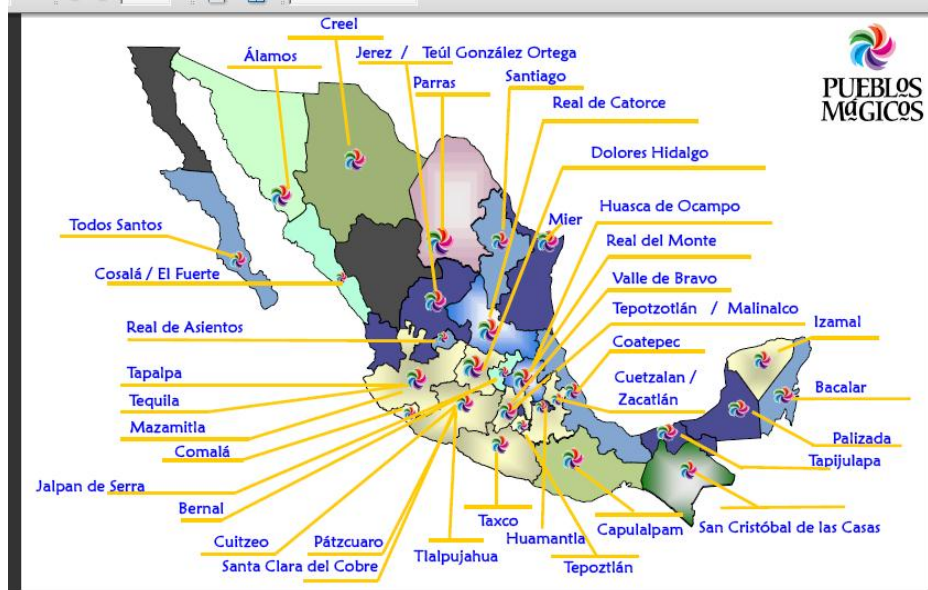 Creel
Álamos
Jerez / Teúl González Ortega
Parras
Santiago
Real de Catorce
PUEBLOS
MÁGICOS
Dolores Hidalgo
Huasca de Ocampo
Mier
Todos Santos
Real del Monte
Cosalá / El Fuerte
Valle de Bravo
Tepotzotlán / Malinalco
Izamal
Real de Asientos
Coatepec
Tapalpa
Cuetzalan /
Zacatlán
Bacalar
Tequila
Mazamitla
Palizada
Comalá
Tapijulapa
Jalpan de Serra
Bernal
Taxco
Capulalpam
San Cristóbal de las Casas
Cuitzeo
Pátzcuaro
Huamantla
Tlalpujahua
Santa Clara del Cobre
Tepoztlán